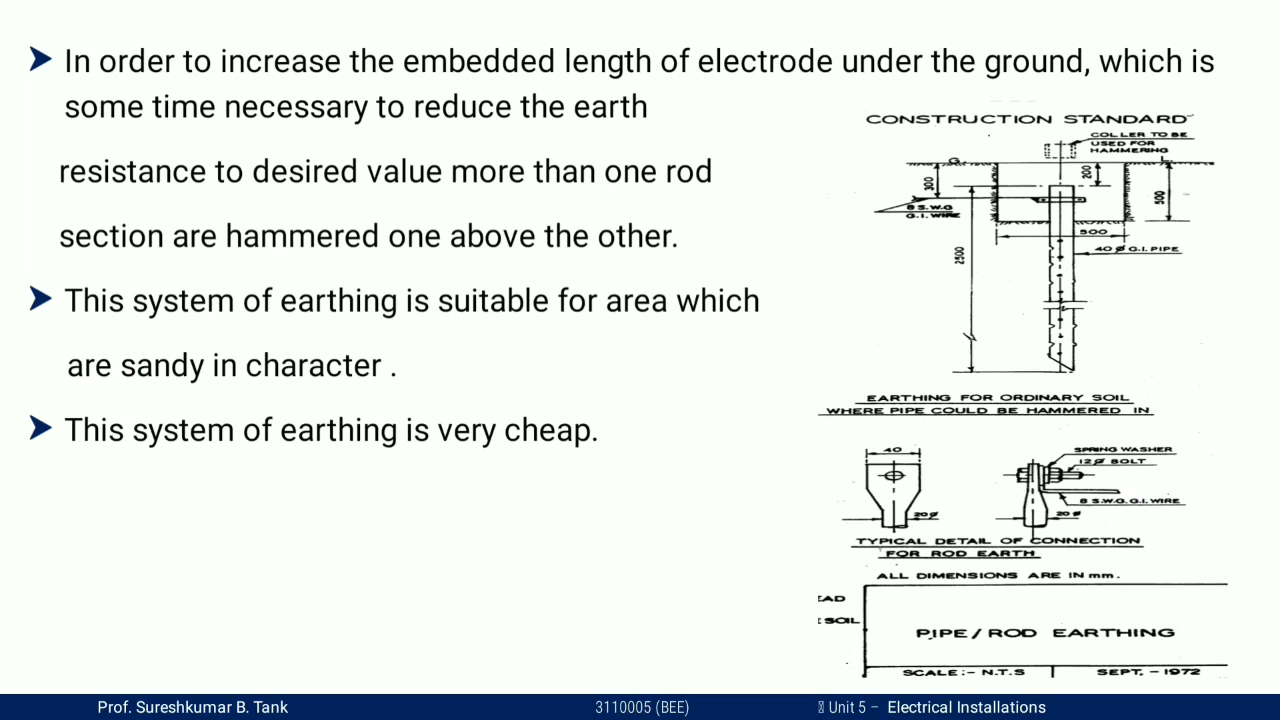 In order to increase the embedded length of electrode under the ground, which is
some time necessary to reduce the earth
resistance to desired value more than one rod
section are hammered one above the other.
This system of earthing is suitable for area which
are sandy in character .
This system of earthing is very cheap.
CONSTRUCTION STANDARD
COLLER TO BE
USED FOR
HAMMERING
G. L.
300
200
500
8 S.W.G
G.I. WIRE
500
2500
40 Ø G.I. PIPE
EARTHING FOR ORDINARY SOIL
WHERE PIPE COULD BE HAMMERED IN
40
SPRING WASHER
12 Ø BOLT
8 S.W.G. G.I. WIRE
20 Ø
20 Ø
TYPICAL DETAIL OF CONNECTION
FOR ROD EARTH
ALL DIMENSIONS ARE IN mm.
EAD
SOIL
PIPE / ROD EARTHING
SCALE :- N.T.S
SEPT. - 1972
Prof. Sureshkumar B. Tank
3110005 (BEE)
Unit 5 – Electrical Installations